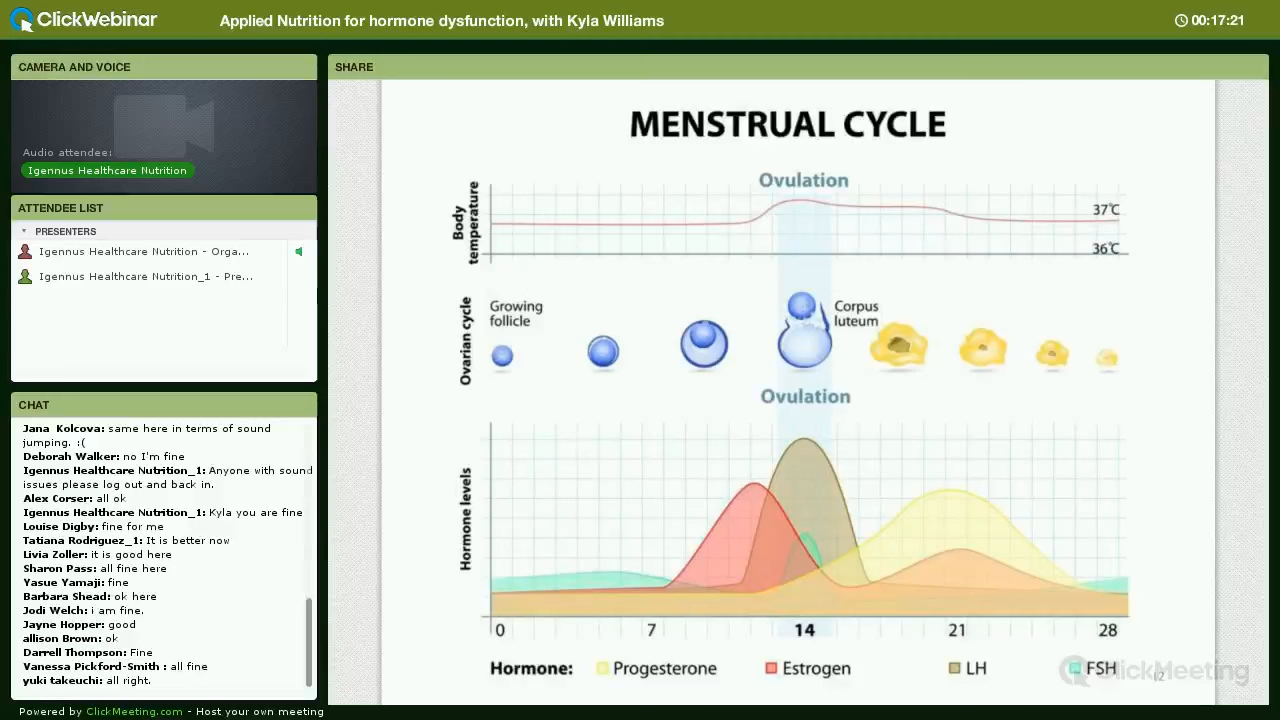 ClickWebinar
Applied Nutrition for hormone dysfunction, with Kyla Williams
00:17:21
CAMERA AND VOICE
Audio attendee:
Igennus Healthcare Nutrition
ATTENDEE LIST
PRESENTERS
Igennus Healthcare Nutrition - Orga...
Igennus Healthcare Nutrition_1 - Pre...
CHAT
Jana Kolcova: same here in terms of sound
jumping. :(
Deborah Walker: no I'm fine
Igennus Healthcare Nutrition_1: Anyone with sound
issues please log out and back in.
Alex Corser: all ok
Igennus Healthcare Nutrition_1: Kyla you are fine
Louise Digby: fine for me
Tatiana Rodriguez_1: It is better now
Livia Zoller: it is good here
Sharon Pass: all fine here
Yasue Yamaji: fine
Barbara Shead: ok here
Jodi Welch: i am fine.
Jayne Hopper: good
allison Brown: ok
Darrell Thompson: Fine
Vanessa Pickford-Smith : all fine
yuki takeuchi: all right.
SHARE
MENSTRUAL CYCLE
Ovulation
Body
temperature
37°C
36°C
Ovarian cycle
Growing
follicle
Corpus
luteum
Ovulation
Hormone levels
0 7 14 21 28
Hormone: Progesterone Estrogen LH FSH
ClickMeeting
12
Powered by ClickMeeting.com - Host your own meeting